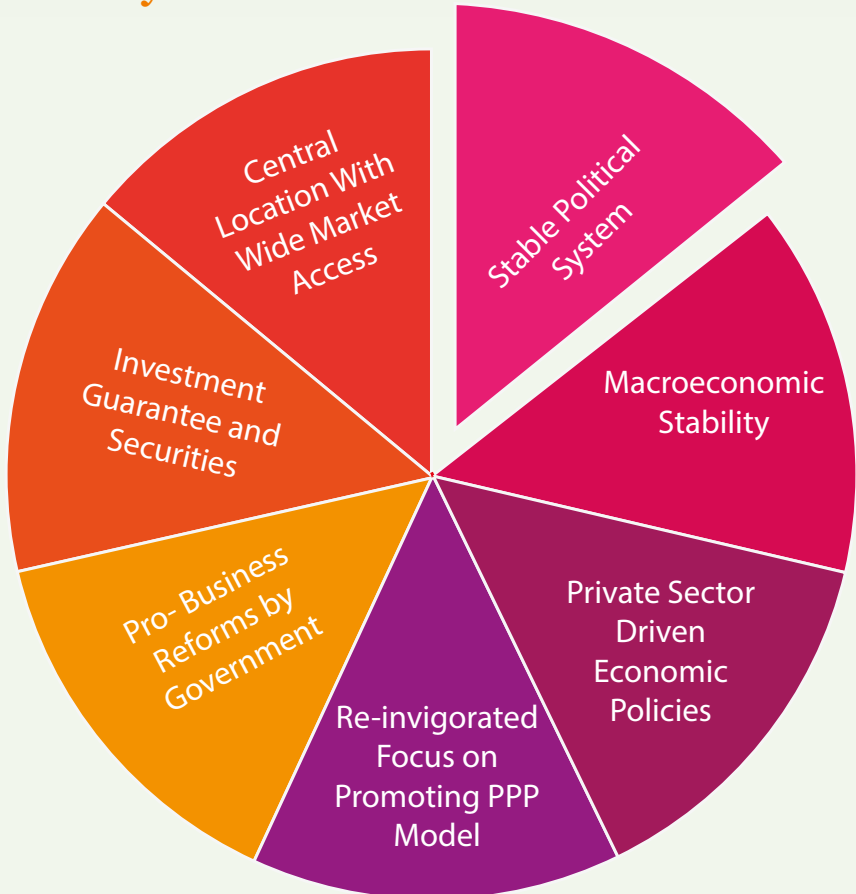 Stable Political
System
Macroeconomic
Stability
Private Sector
Driven
Economic
Policies
Re-invigorated
Focus on
Promoting PPP
Model
Pro- Business
Reforms by
Government
Investment
Guarantee and
Securities
Central
Location With
Wide Market
Access